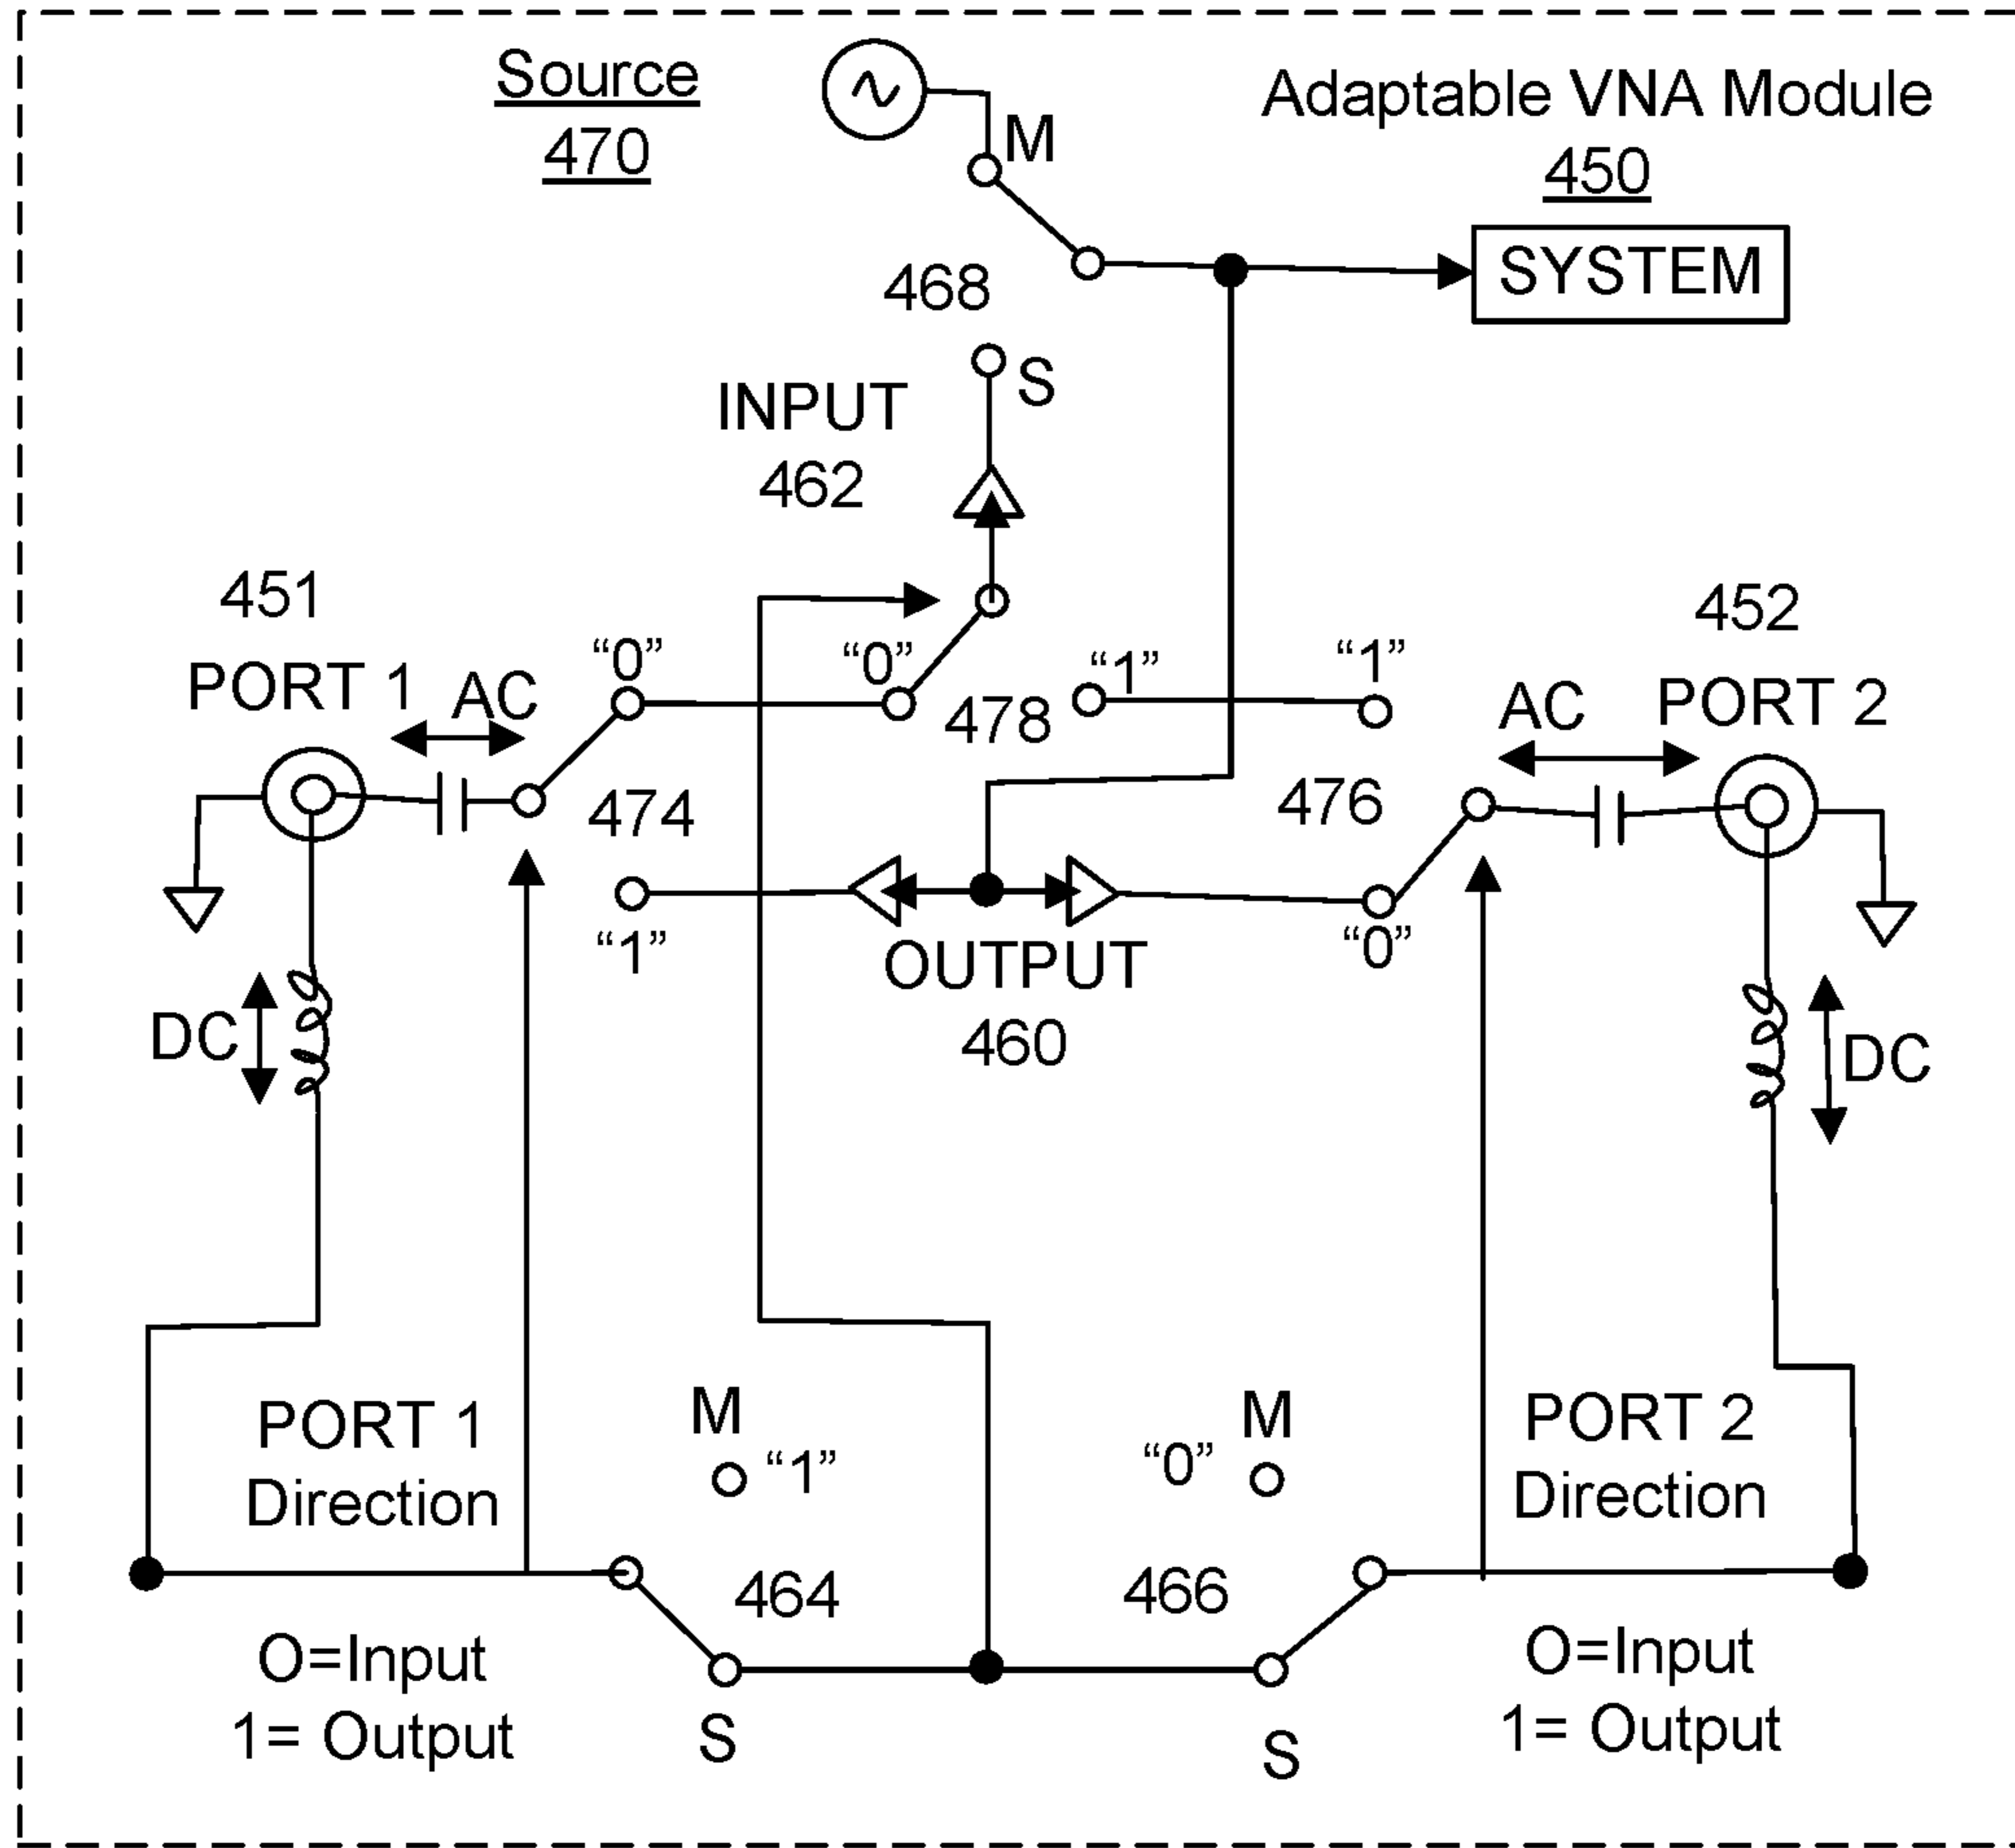 Source
470
Adaptable VNA Module
450
M
SYSTEM
468
S
INPUT
462
451
PORT 1
AC
“0”
“0”
478
“1”
“1”
452
PORT 2
AC
474
476
“1”
“0”
OUTPUT
460
DC
DC
PORT 1
Direction
M
“1”
M
“0”
PORT 2
Direction
464
466
O=Input
1= Output
S
S
O=Input
1= Output